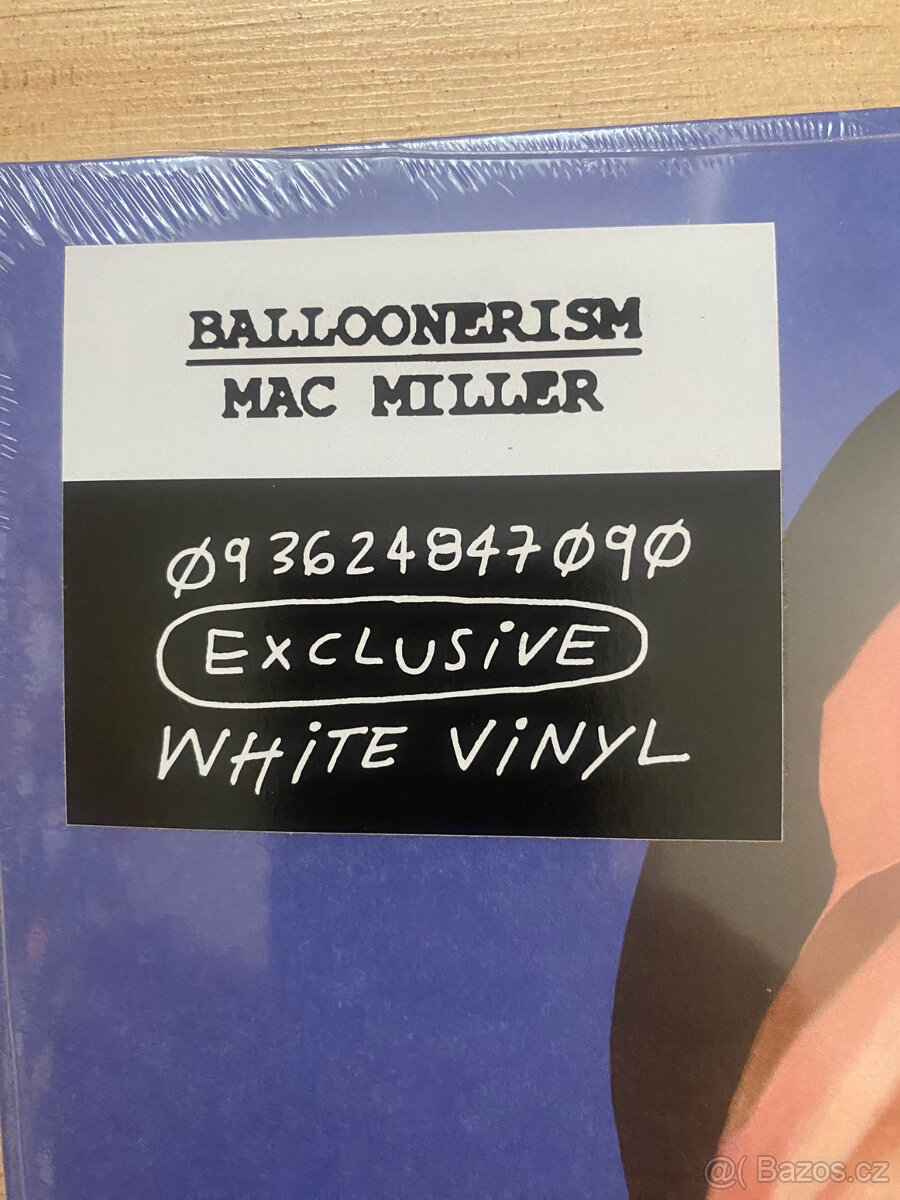 BALLOONERISM
MAC MILLER
Ø93624847Ø9Ø
EXCLUSiVE
WHiTE ViNYL
@( Bazos.cz